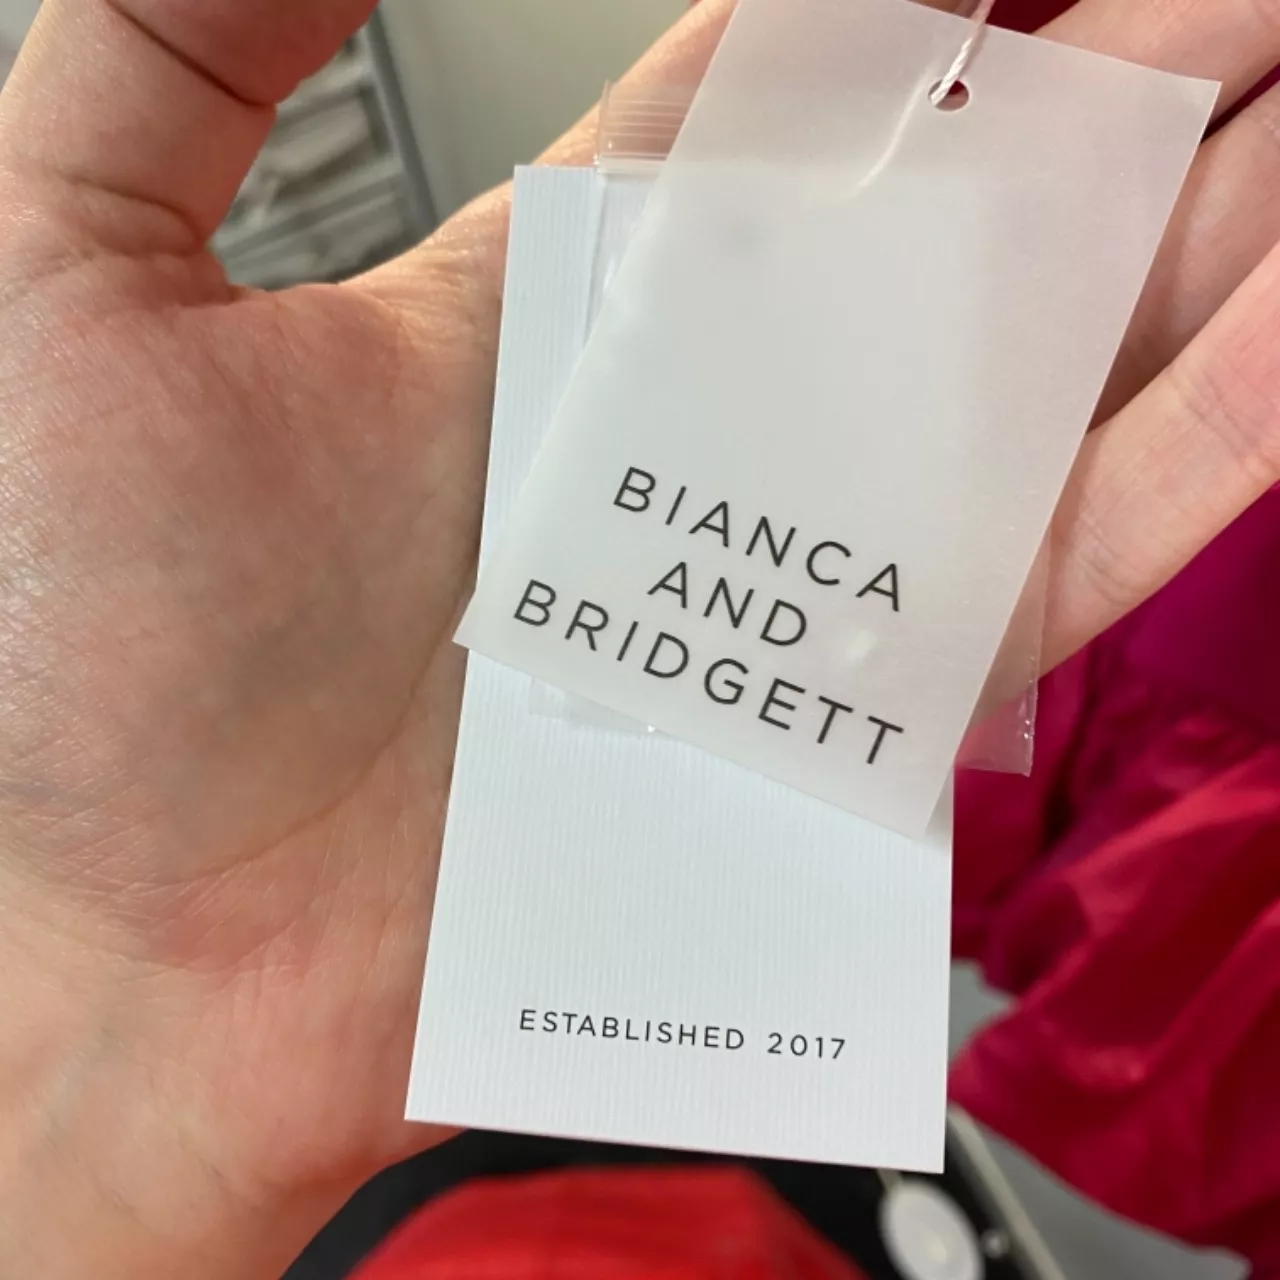 BIANCA
AND
BRIDGETT
ESTABLISHED 2017